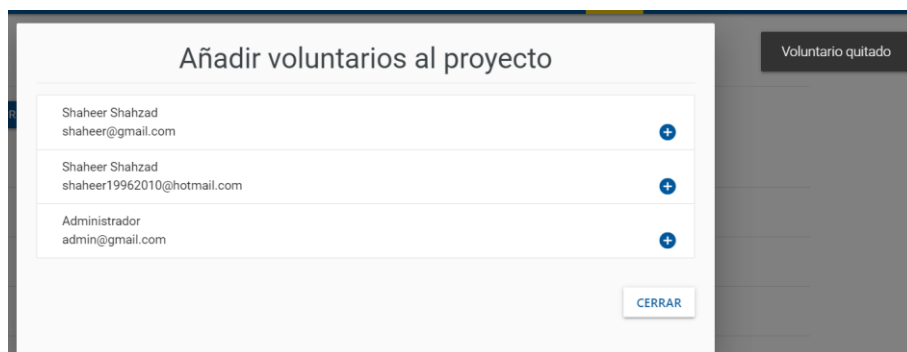 Añadir voluntarios al proyecto
Voluntario quitado
Shaheer Shahzad
shaheer@gmail.com
Shaheer Shahzad
shaheer19962010@hotmail.com
Administrador
admin@gmail.com
CERRAR